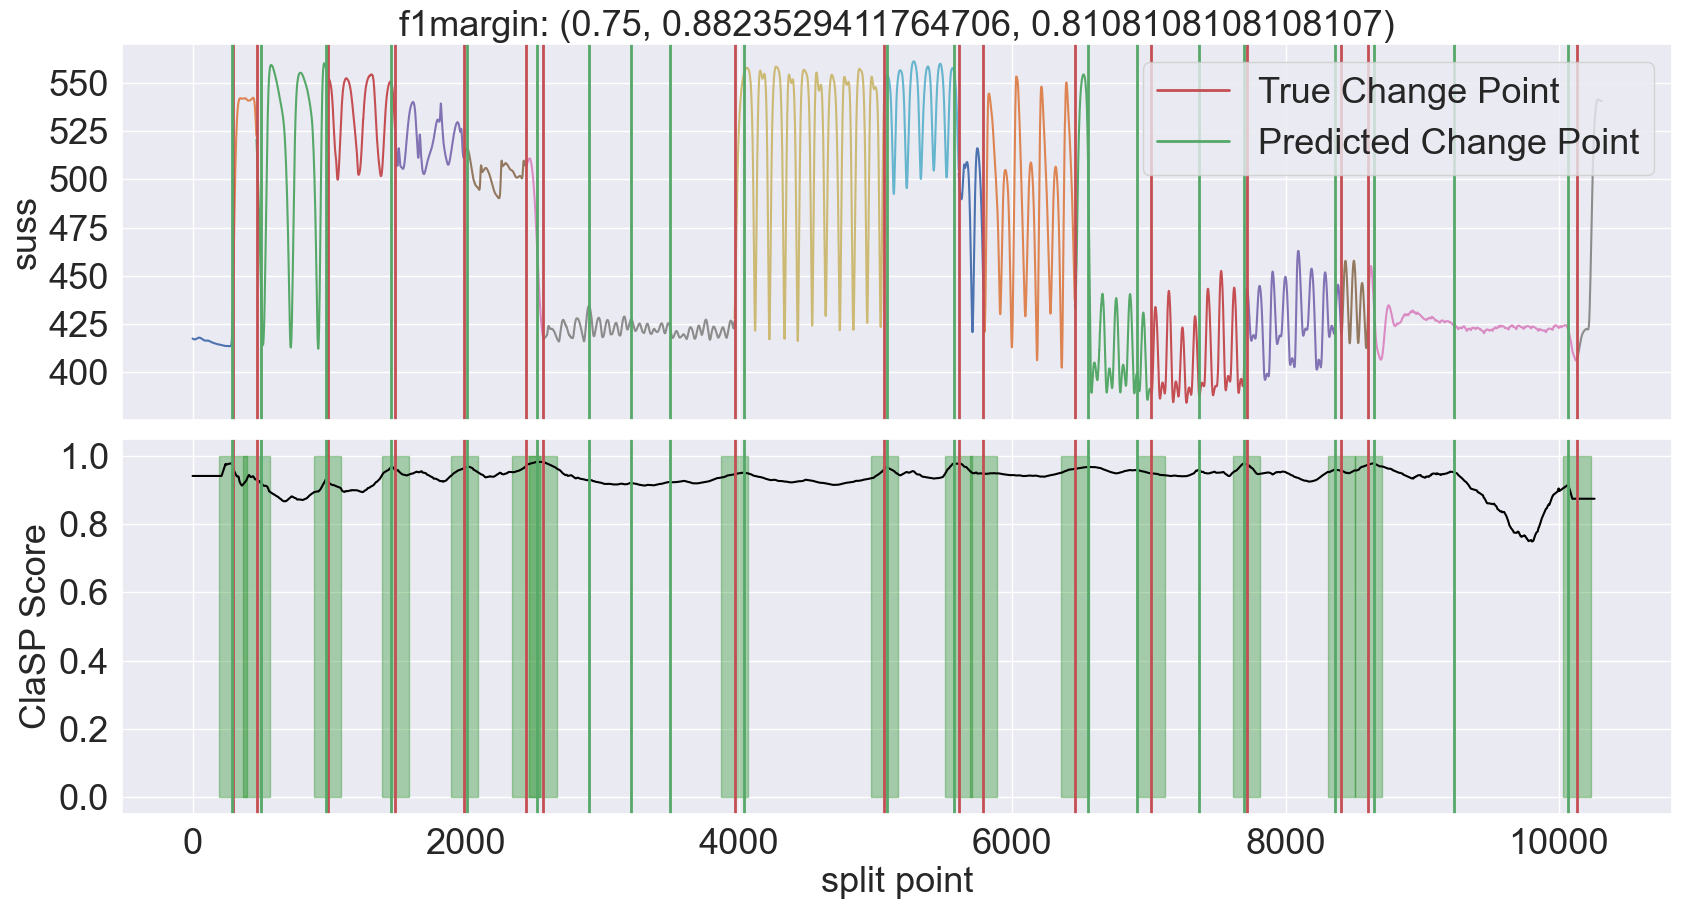 f1margin: (0.75, 0.8823529411764706, 0.8108108108108107)
550
525
500
475
450
425
400
suss
True Change Point
Predicted Change Point
1.0
0.8
0.6
0.4
0.2
0.0
ClaSP Score
0 2000 4000 6000 8000 10000
split point